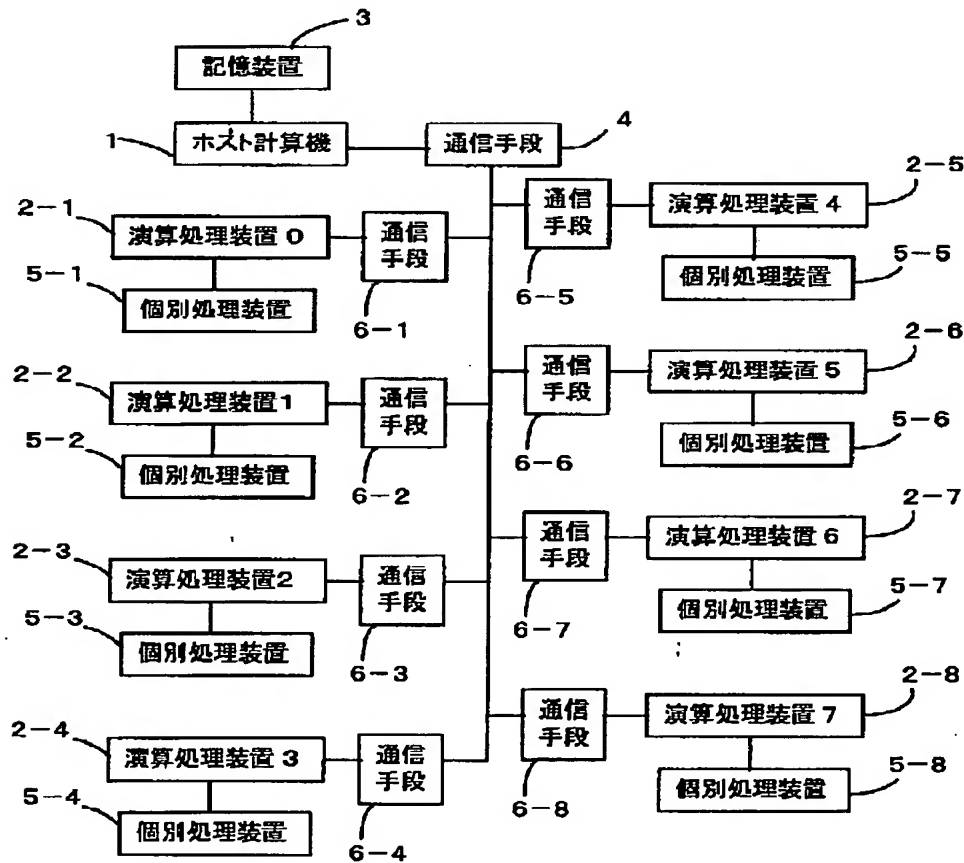 3
記憶装置
1
ホスト計算機
通信手段
4
2-1
演算処理装置 0
通信
手段
6-1
5-1
個別処理装置
2-2
演算処理装置1
通信
手段
6-2
5-2
個別処理装置
2-3
演算処理装置2
通信
手段
6-3
5-3
個別処理装置
2-4
演算処理装置 3
通信
手段
6-4
5-4
個別処理装置
通信
手段
6-5
演算処理装置 4
2-5
個別処理装置
5-5
通信
手段
6-6
演算処理装置 5
2-6
個別処理装置
5-6
通信
手段
6-7
演算処理装置 6
2-7
個別処理装置
5-7
通信
手段
6-8
演算処理装置 7
2-8
個別処理装置
5-8